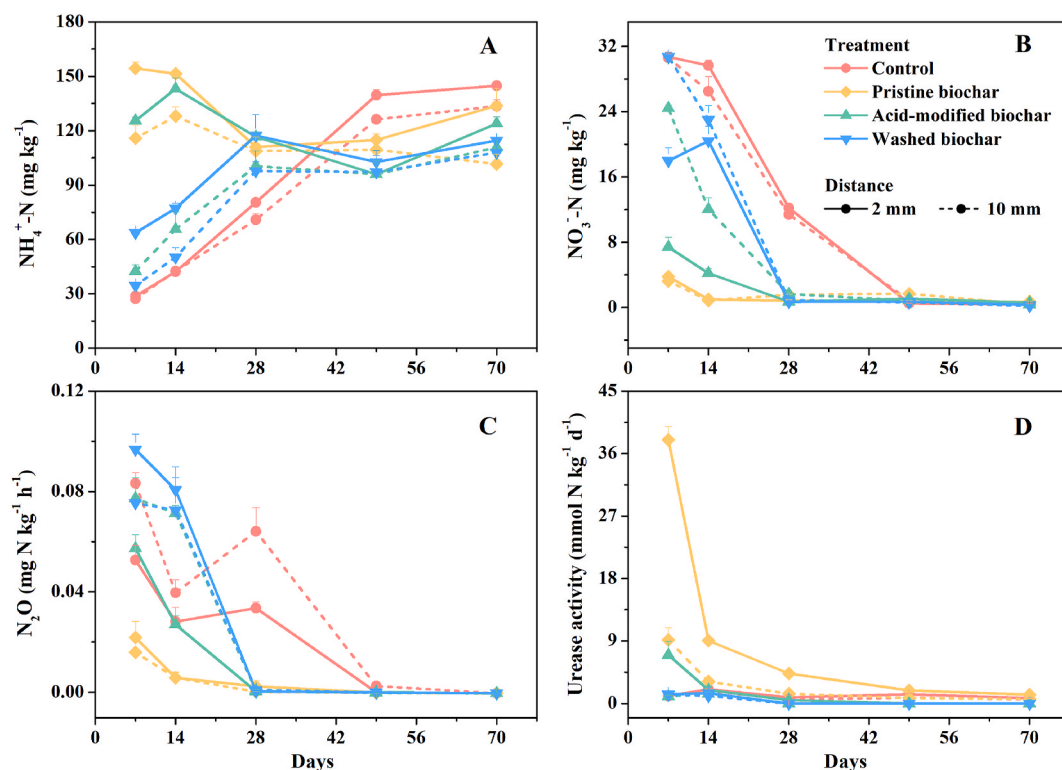 A
NH₄⁺-N (mg kg⁻¹)
180
150
120
90
60
30
0
0 14 28 42 56 70
B
NO₃⁻-N (mg kg⁻¹)
32
24
16
8
0
0 14 28 42 56 70
Treatment
Control
Pristine biochar
Acid-modified biochar
Washed biochar
Distance
2 mm 10 mm
C
N₂O (mg N kg⁻¹ h⁻¹)
0.12
0.08
0.04
0.00
0 14 28 42 56 70
Days
D
Urease activity (mmol N kg⁻¹ d⁻¹)
45
36
27
18
9
0
0 14 28 42 56 70
Days